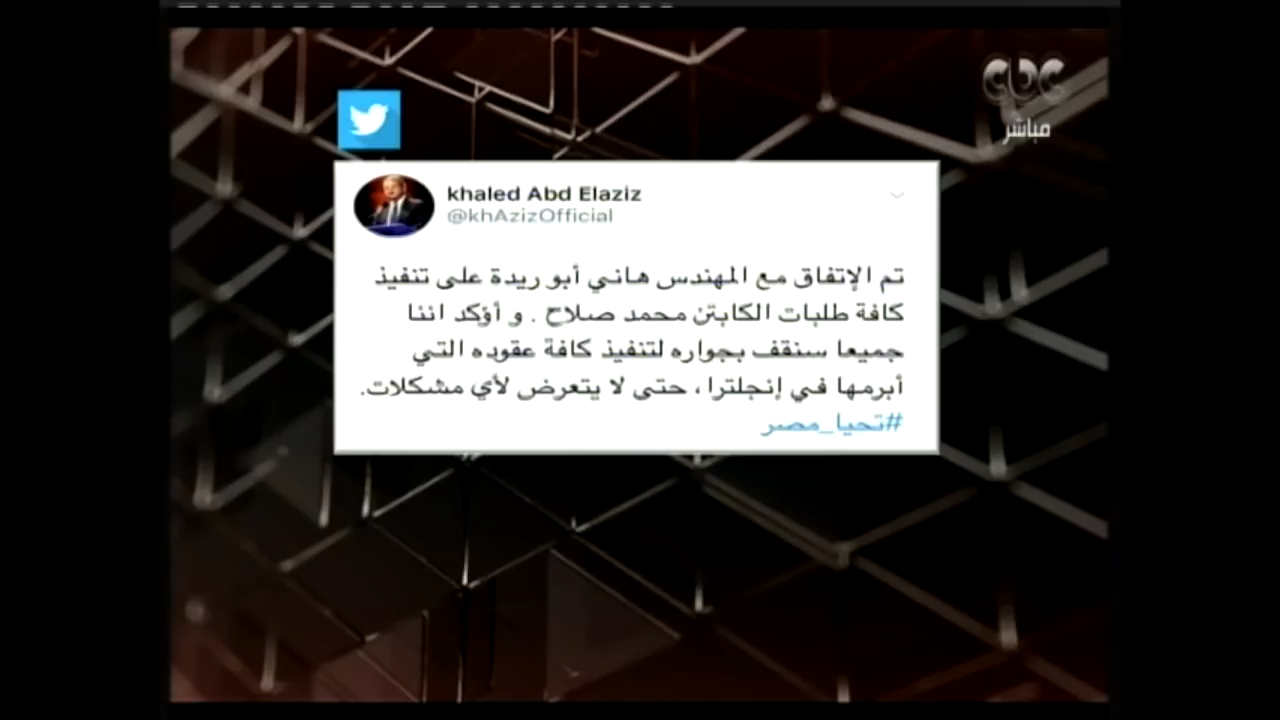 cbc
مباشر
khaled Abd Elaziz
@khAzizOfficial
تم الإتفاق مع المهندس هاني أبو ريدة على تنفيذ
كافة طلبات الكابتن محمد صلاح . و أؤكد اننا
جميعا سنقف بجواره لتنفيذ كافة عقوده التي
أبرمها في إنجلترا، حتى لا يتعرض لأي مشكلات.
#تحيا_مصر